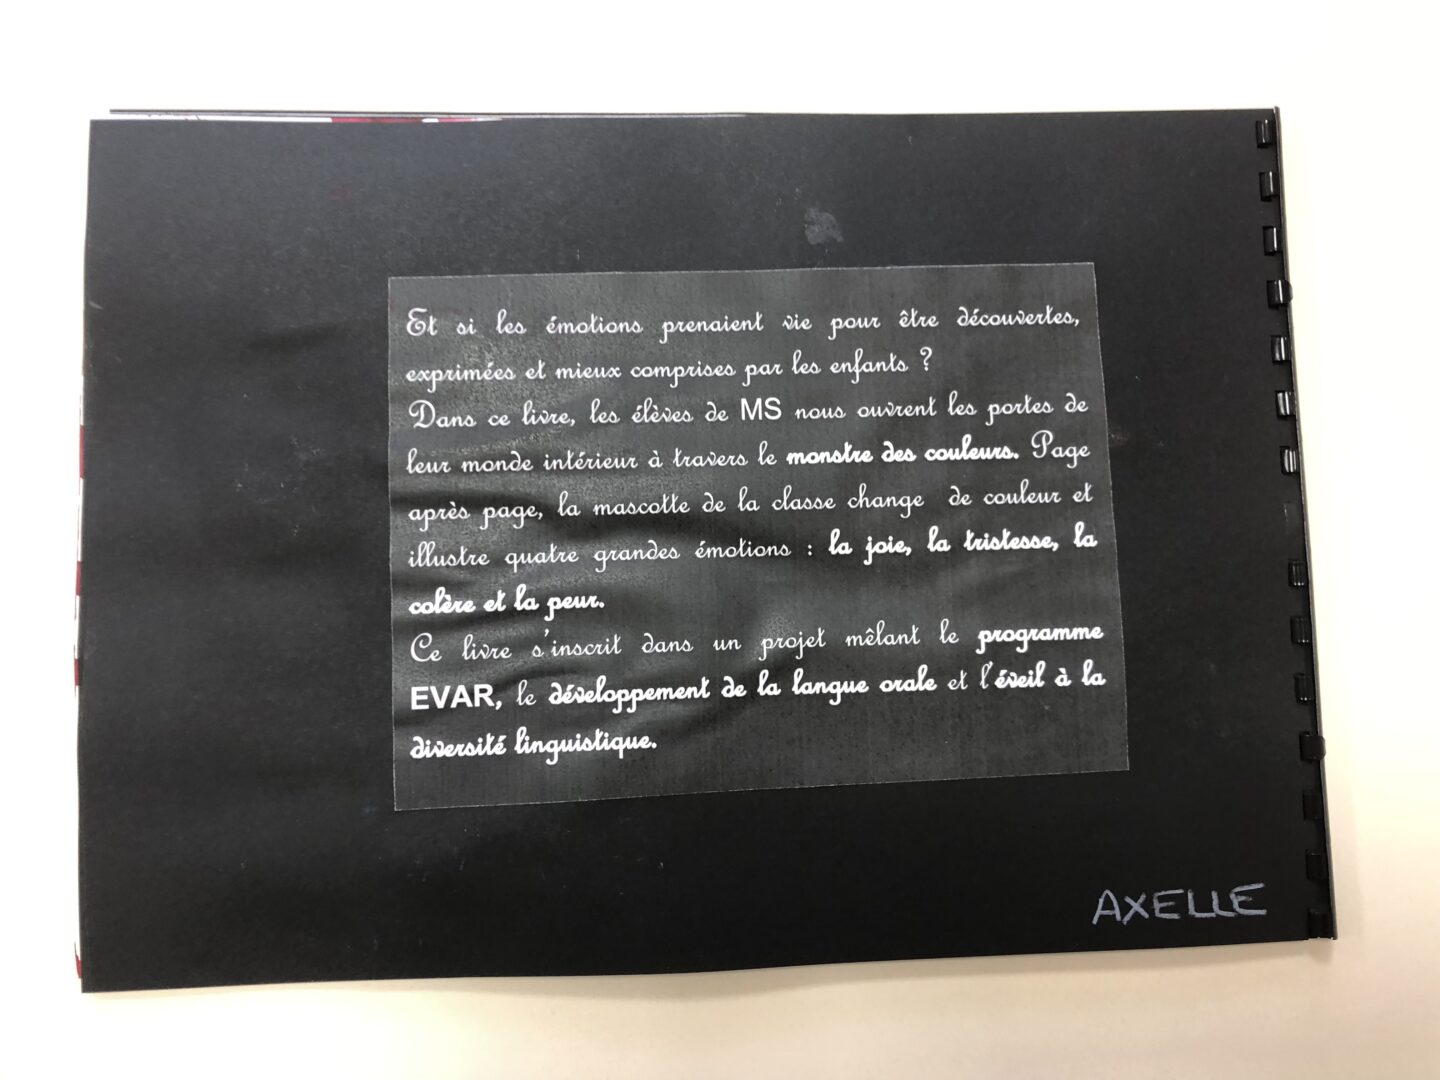 Et si les émotions prenaient vie pour être découvertes,
exprimées et mieux comprises par les enfants ?
Dans ce livre, les élèves de MS nous ouvrent les portes de
leur monde intérieur à travers le monstre des couleurs. Page
après page, la mascotte de la classe change de couleur et
illustre quatre grandes émotions : la joie, la tristesse, la
colère et la peur.
Ce livre s'inscrit dans un projet mêlant le programme
EVAR, le développement de la langue orale et l'éveil à la
diversité linguistique.
AXELLE